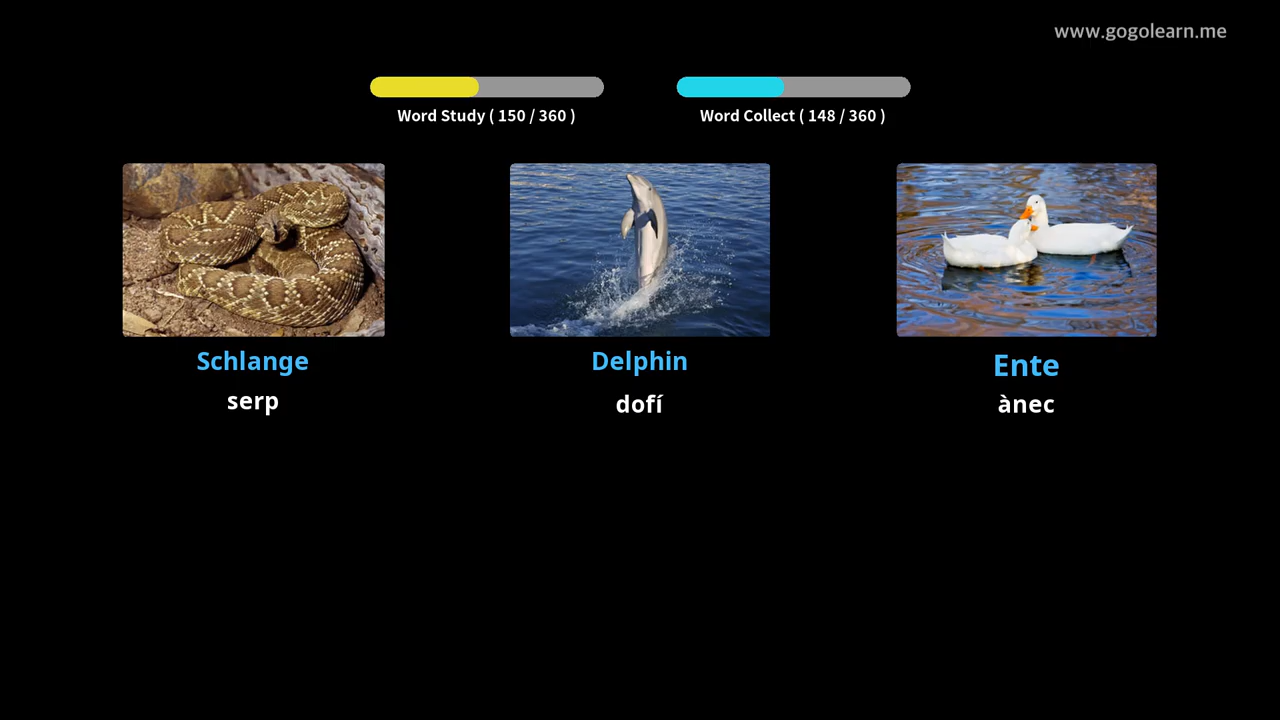 www.gogolearn.me
Word Study ( 150 / 360 )
Word Collect ( 148 / 360 )
Schlange
serp
Delphin
dofí
Ente
ànec